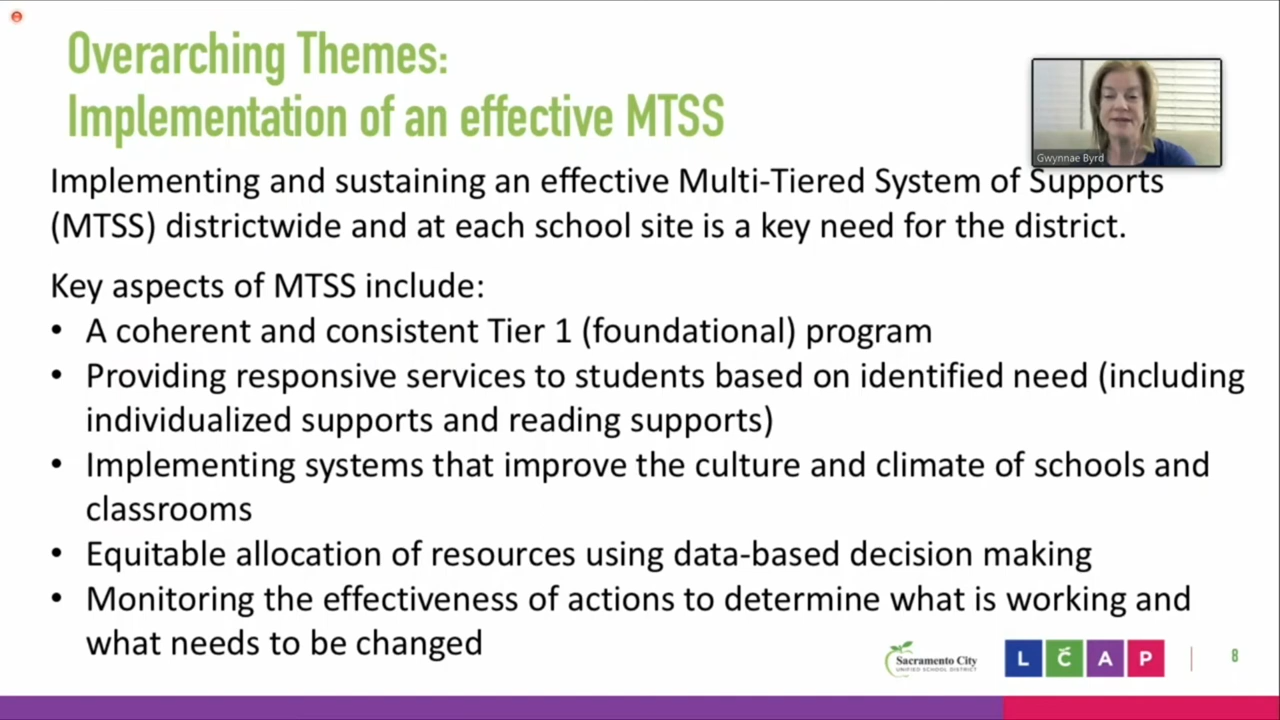 Overarching Themes:
Implementation of an effective MTSS
Gwynnae Byrd
Implementing and sustaining an effective Multi-Tiered System of Supports
(MTSS) districtwide and at each school site is a key need for the district.
Key aspects of MTSS include:
• A coherent and consistent Tier 1 (foundational) program
• Providing responsive services to students based on identified need (including
individualized supports and reading supports)
• Implementing systems that improve the culture and climate of schools and
classrooms
• Equitable allocation of resources using data-based decision making
• Monitoring the effectiveness of actions to determine what is working and
what needs to be changed
Sacramento City
UNIFIED SCHOOL DISTRICT
L Č A P
8